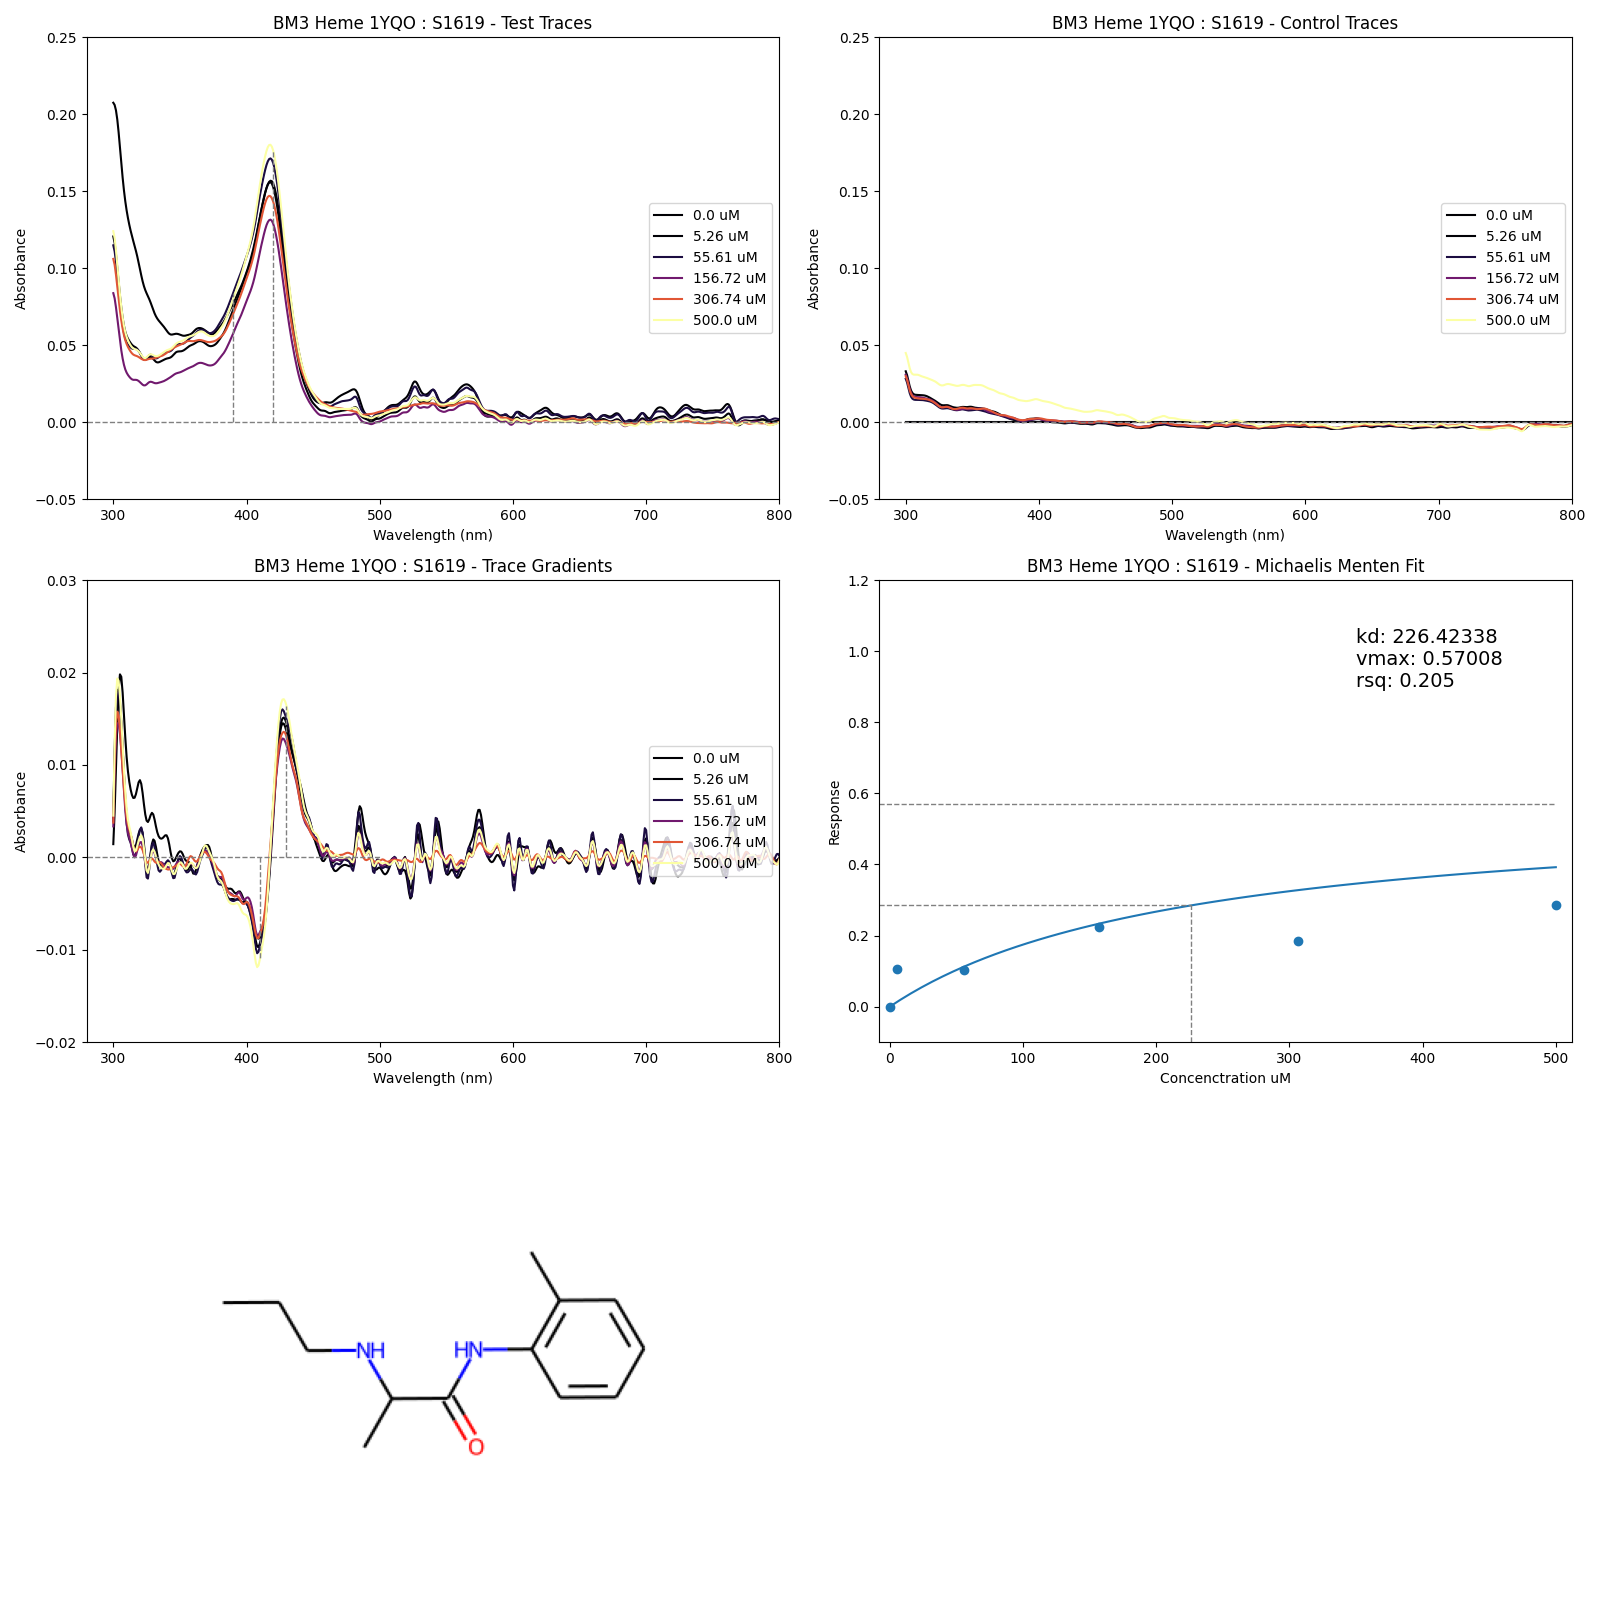 BM3 Heme 1YQO : S1619 - Test Traces
Absorbance
0.25
0.20
0.15
0.10
0.05
0.00
−0.05
300 400 500 600 700 800
Wavelength (nm)
0.0 uM
5.26 uM
55.61 uM
156.72 uM
306.74 uM
500.0 uM
BM3 Heme 1YQO : S1619 - Control Traces
Absorbance
0.25
0.20
0.15
0.10
0.05
0.00
−0.05
300 400 500 600 700 800
Wavelength (nm)
0.0 uM
5.26 uM
55.61 uM
156.72 uM
306.74 uM
500.0 uM
BM3 Heme 1YQO : S1619 - Trace Gradients
Absorbance
0.03
0.02
0.01
0.00
−0.01
−0.02
300 400 500 600 700 800
Wavelength (nm)
0.0 uM
5.26 uM
55.61 uM
156.72 uM
306.74 uM
500.0 uM
BM3 Heme 1YQO : S1619 - Michaelis Menten Fit
Response
1.2
1.0
0.8
0.6
0.4
0.2
0.0
0 100 200 300 400 500
Concenctration uM
kd: 226.42338
vmax: 0.57008
rsq: 0.205
NH
HN
O